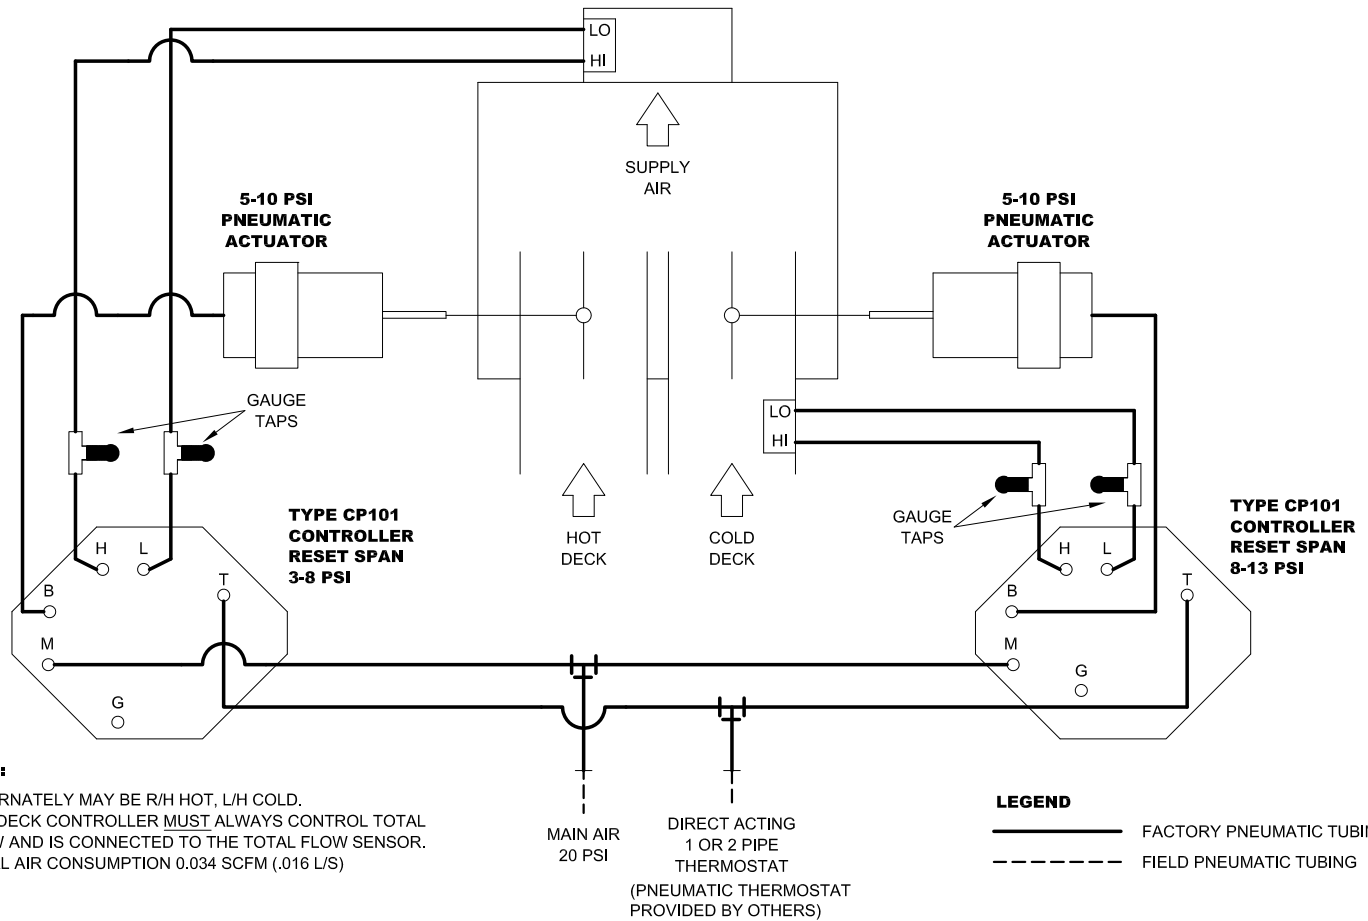 LO
HI
SUPPLY
AIR
5-10 PSI
PNEUMATIC
ACTUATOR
5-10 PSI
PNEUMATIC
ACTUATOR
GAUGE
TAPS
LO
HI
TYPE CP101
CONTROLLER
RESET SPAN
3-8 PSI
HOT
DECK
COLD
DECK
GAUGE
TAPS
TYPE CP101
CONTROLLER
RESET SPAN
8-13 PSI
H L
B
T
M
G
H L
B
T
M
G
:
RNATELY MAY BE R/H HOT, L/H COLD.
DECK CONTROLLER MUST ALWAYS CONTROL TOTAL
AND IS CONNECTED TO THE TOTAL FLOW SENSOR.
L AIR CONSUMPTION 0.034 SCFM (.016 L/S)
MAIN AIR
20 PSI
DIRECT ACTING
1 OR 2 PIPE
THERMOSTAT
(PNEUMATIC THERMOSTAT
PROVIDED BY OTHERS)
LEGEND
FACTORY PNEUMATIC TUBI
FIELD PNEUMATIC TUBING